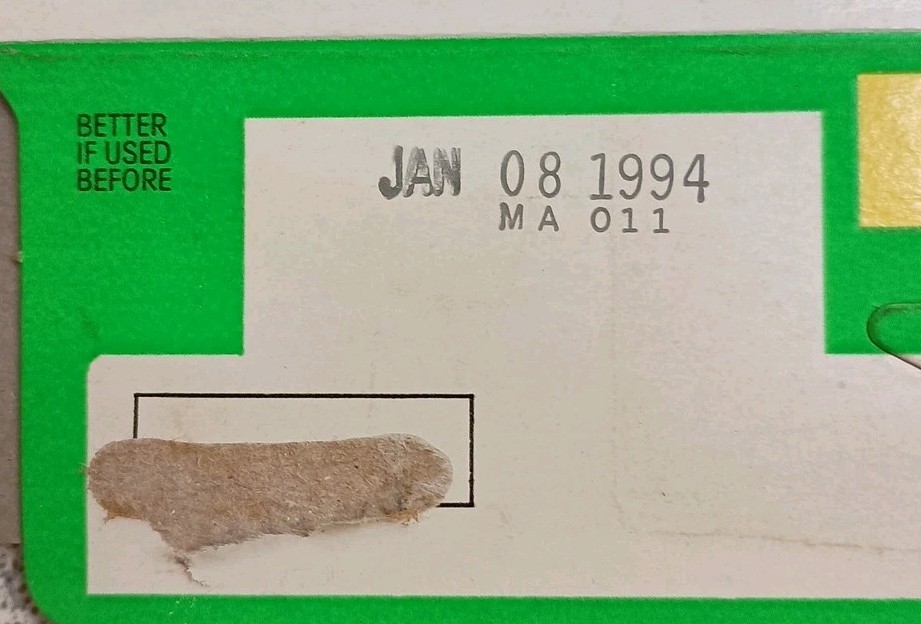 BETTER
IF USED
BEFORE
JAN 08 1994
MA 011